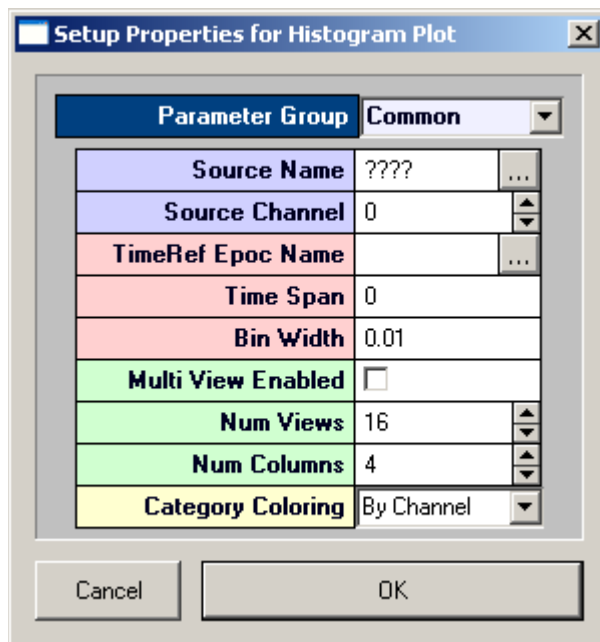 Setup Properties for Histogram Plot
Parameter Group Common
Source Name ???? ...
Source Channel 0
TimeRef Epoc Name ...
Time Span 0
Bin Width 0.01
Multi View Enabled
Num Views 16
Num Columns 4
Category Coloring By Channel
Cancel OK